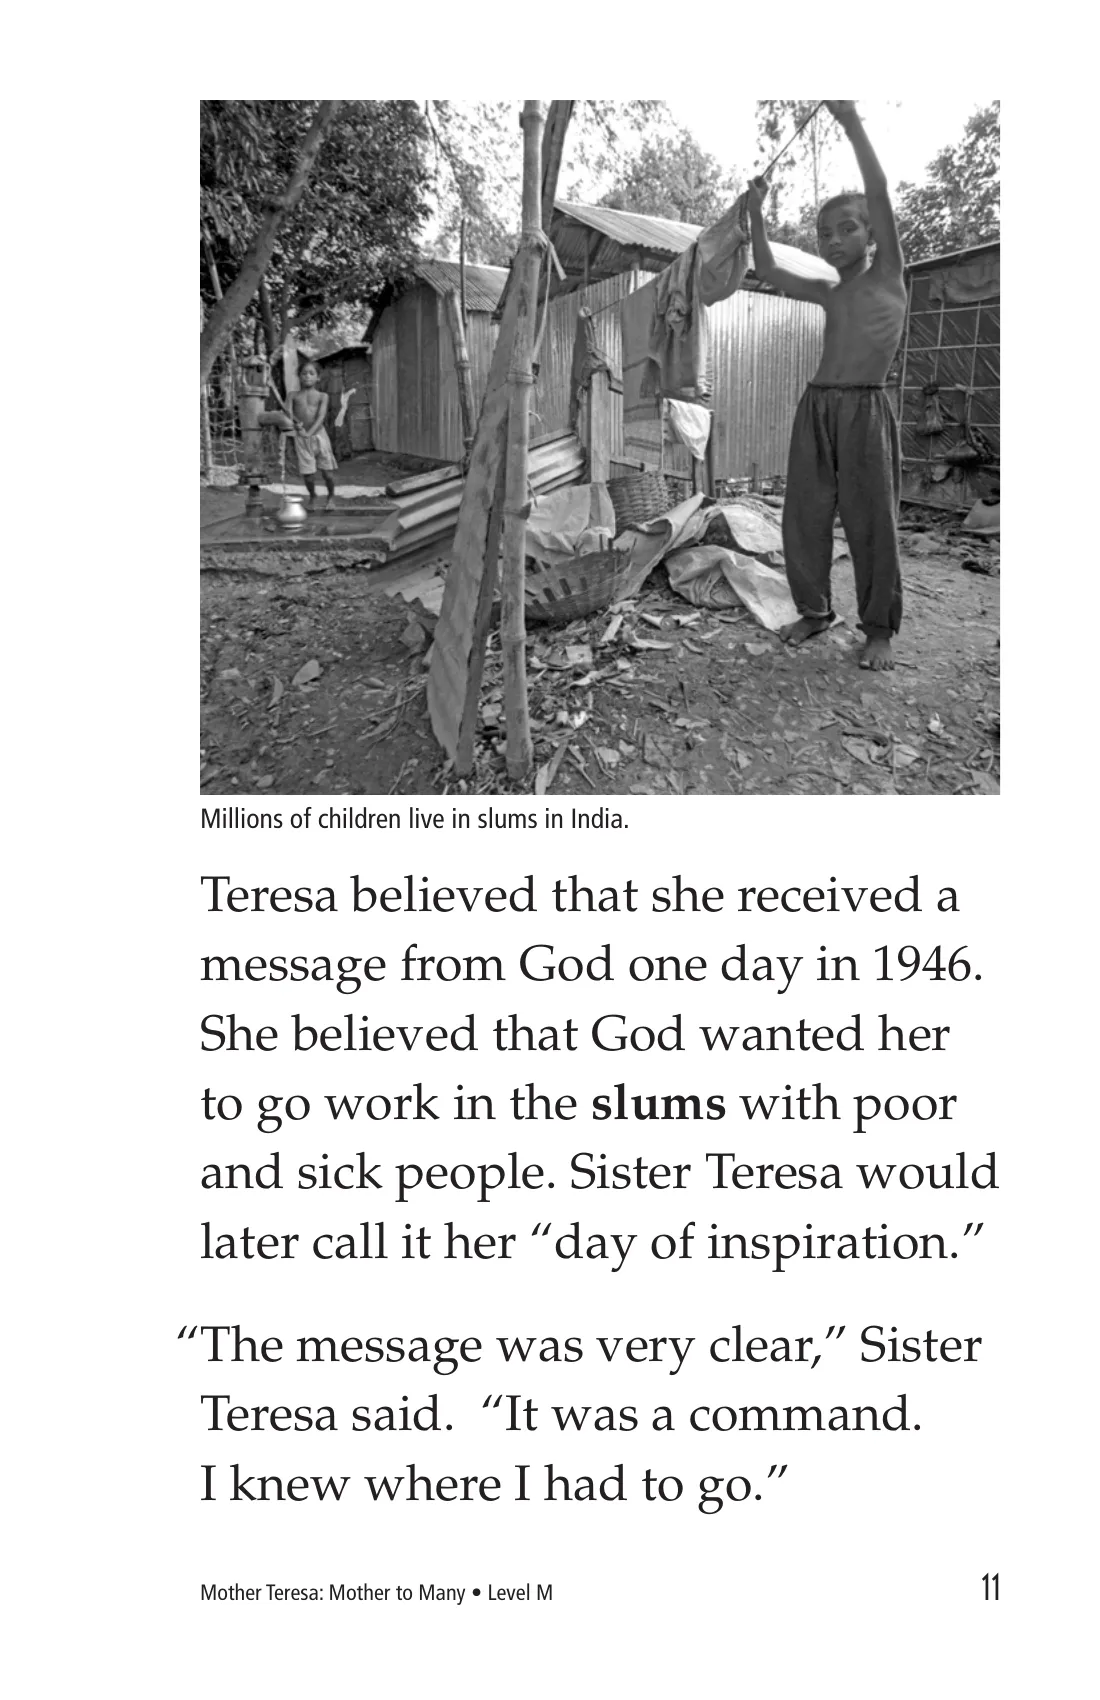 Millions of children live in slums in India.
Teresa believed that she received a
message from God one day in 1946.
She believed that God wanted her
to go work in the slums with poor
and sick people. Sister Teresa would
later call it her “day of inspiration.”
“The message was very clear,” Sister
Teresa said.  “It was a command.
I knew where I had to go.”
Mother Teresa: Mother to Many • Level M
11